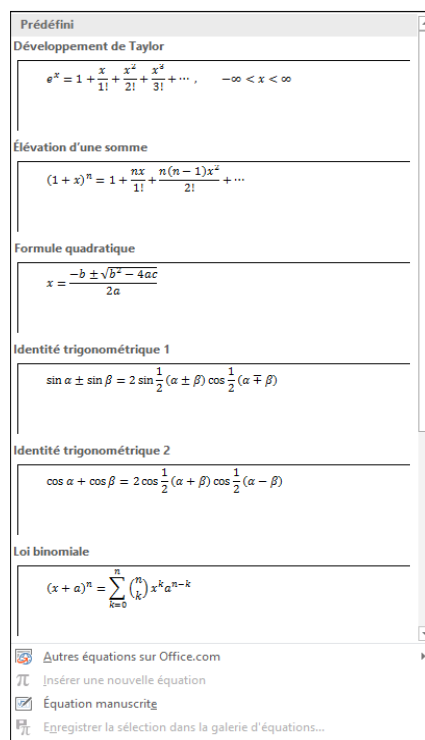 Prédéfini
Développement de Taylor
e^x = 1 + x/1! + x^2/2! + x^3/3! + ⋯ , −∞ < x < ∞
Élévation d'une somme
(1 + x)^n = 1 + nx/1! + n(n − 1)x^2/2! + ⋯
Formule quadratique
x = (−b ± √(b^2 − 4ac))/2a
Identité trigonométrique 1
sin α ± sin β = 2 sin 1/2 (α ± β) cos 1/2 (α ∓ β)
Identité trigonométrique 2
cos α + cos β = 2 cos 1/2 (α + β) cos 1/2 (α − β)
Loi binomiale
(x + a)^n = ∑_{k=0}^{n} (n k) x^k a^{n−k}
Autres équations sur Office.com
π Insérer une nouvelle équation
Équation manuscrite
π Enregistrer la sélection dans la galerie d'équations...